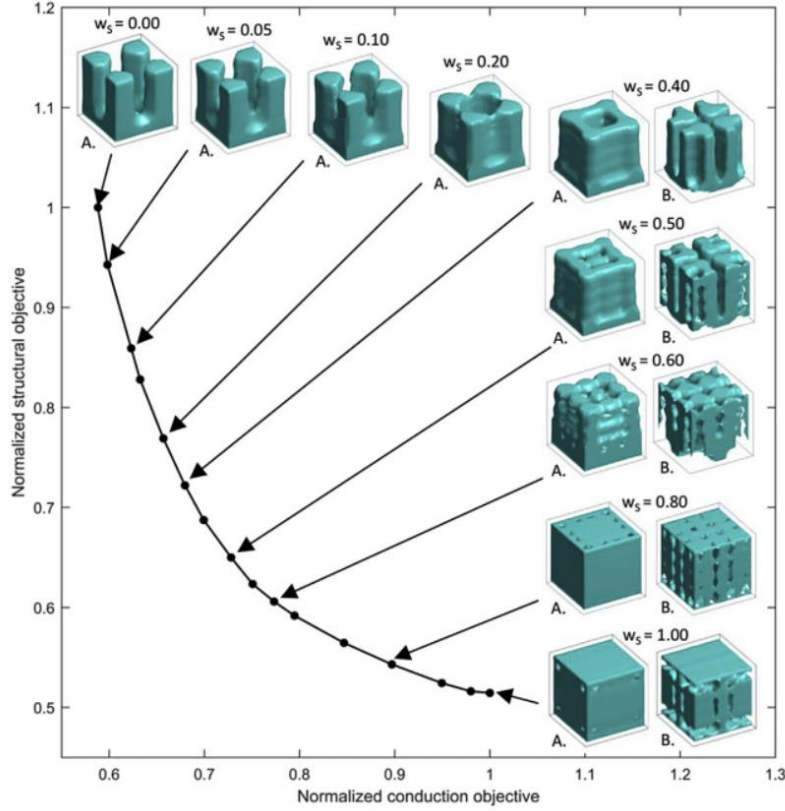 1.2
1.1
1
0.9
0.8
0.7
0.6
0.5
Normalized structural objective
wₛ = 0.00
A.
wₛ = 0.05
A.
wₛ = 0.10
A.
wₛ = 0.20
A.
wₛ = 0.40
A. B.
wₛ = 0.50
A. B.
wₛ = 0.60
A. B.
wₛ = 0.80
A. B.
wₛ = 1.00
A. B.
0.6 0.7 0.8 0.9 1 1.1 1.2 1.3
Normalized conduction objective